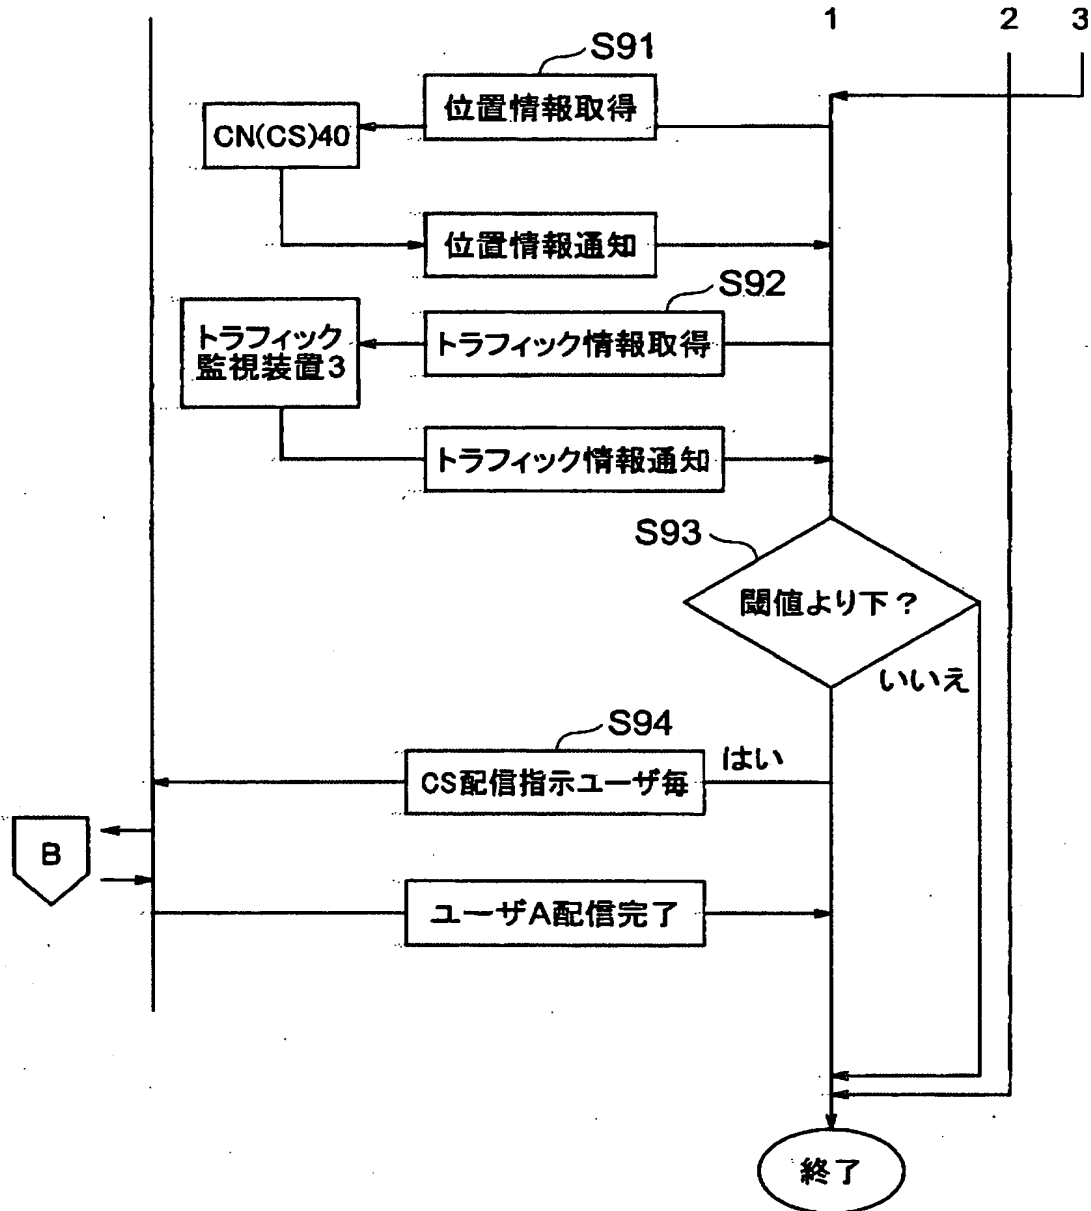 1 2 3
S91
位置情報取得
CN(CS)40
位置情報通知
S92
トラフィック
監視装置3
トラフィック情報取得
トラフィック情報通知
S93
閾値より下?
いいえ
S94
はい
CS配信指示ユーザ毎
B
ユーザA配信完了
終了